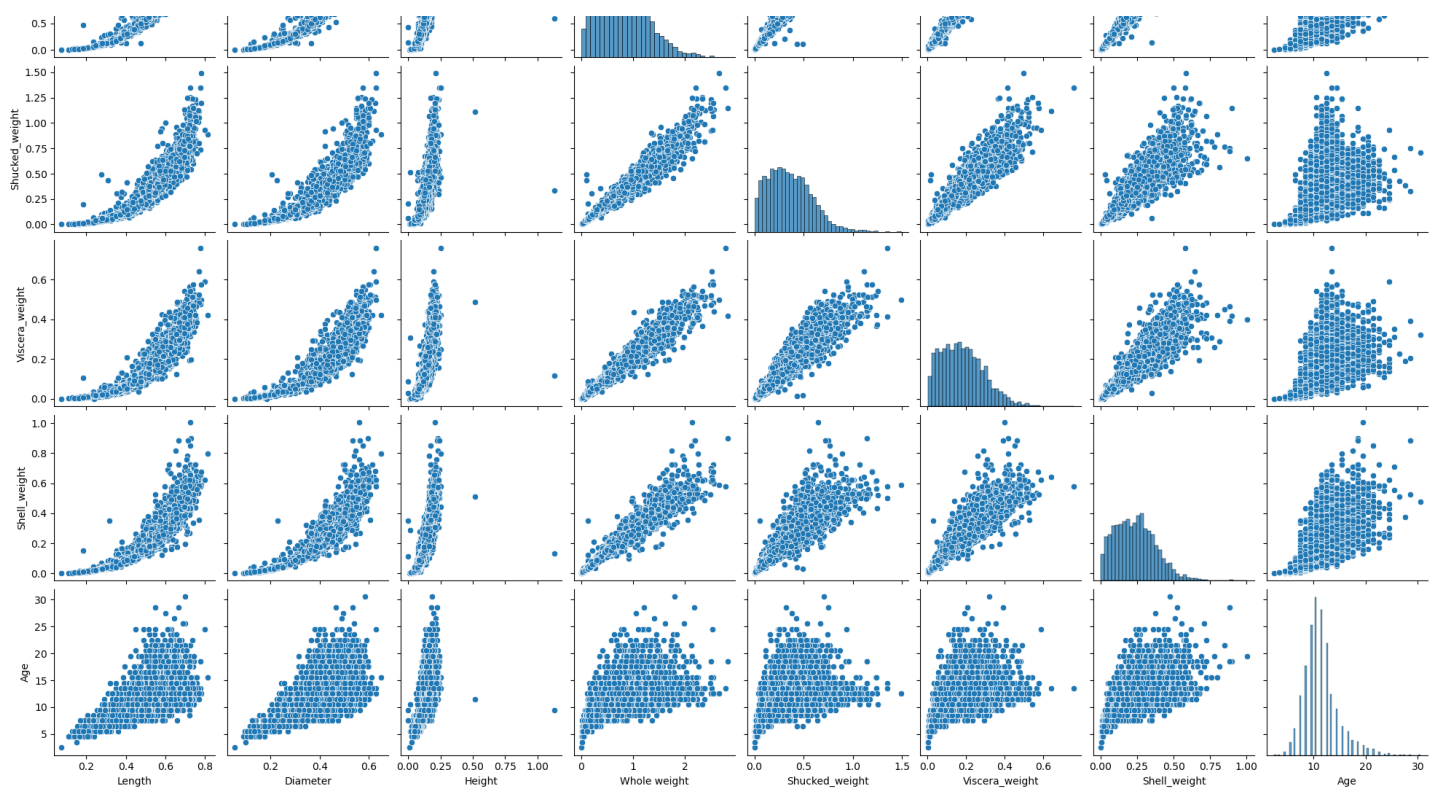 0.5
0.0
1.50
1.25
1.00
0.75
0.50
0.25
0.00
Shucked_weight
0.6
0.4
0.2
0.0
Viscera_weight
1.0
0.8
0.6
0.4
0.2
0.0
Shell_weight
30
25
20
15
10
5
Age
0.2 0.4 0.6 0.8
0.2 0.4 0.6
0.00 0.25 0.50 0.75 1.00
0 1 2
0.0 0.5 1.0 1.5
0.0 0.2 0.4 0.6
0.00 0.25 0.50 0.75 1.00
10 20 30
Length
Diameter
Height
Whole weight
Shucked_weight
Viscera_weight
Shell_weight
Age